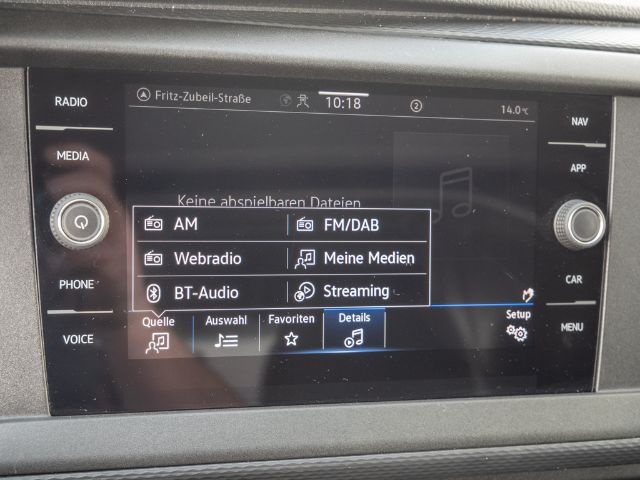 RADIO
Fritz-Zubeil-Straße 10:18 2 14.0°C
NAV
MEDIA
APP
Keine abspielbaren Dateien
AM FM/DAB
Webradio Meine Medien
BT-Audio Streaming
PHONE
CAR
Quelle Auswahl Favoriten Details Setup
VOICE
MENU